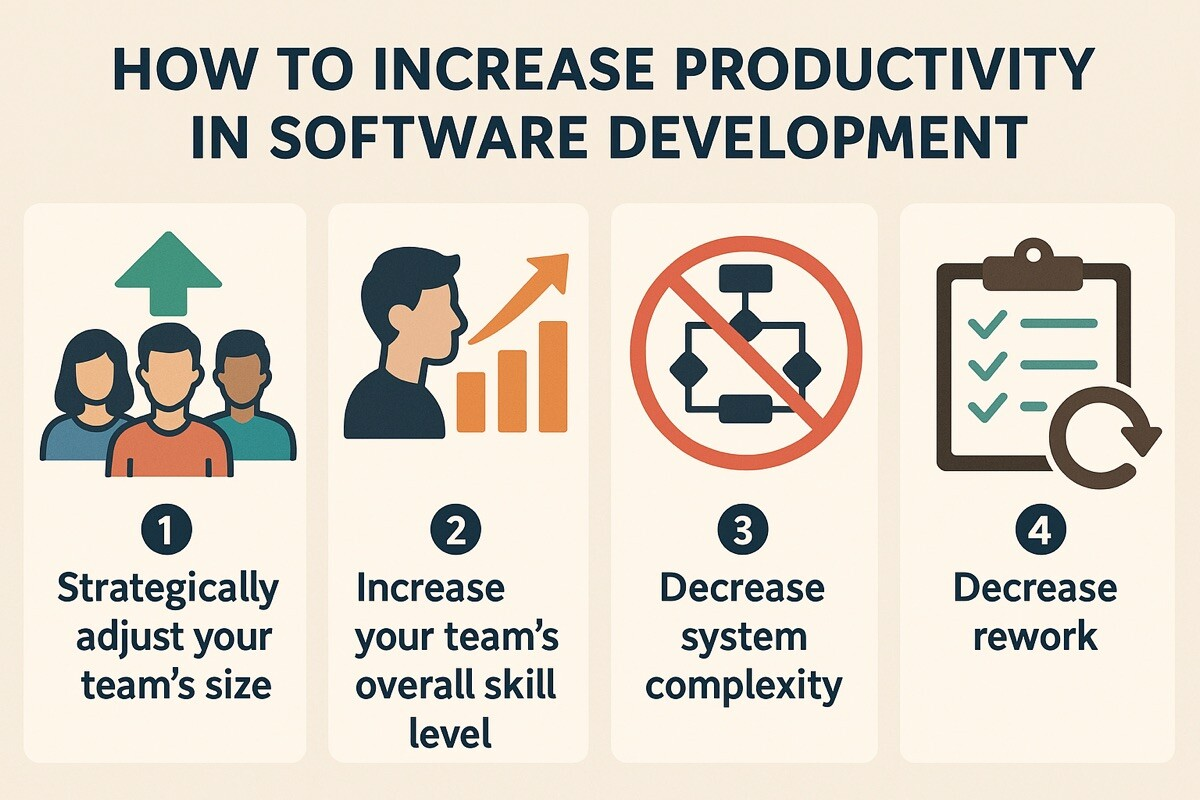 HOW TO INCREASE PRODUCTIVITY
IN SOFTWARE DEVELOPMENT
1
Strategically
adjust your
team's size
2
Increase
your team's
overall skill
level
3
Decrease
system
complexity
4
Decrease
rework